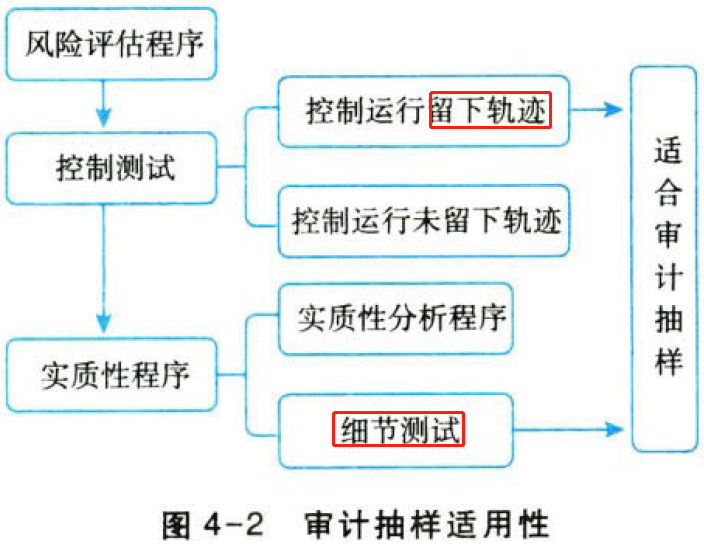 风险评估程序
控制运行留下轨迹
控制测试
控制运行未留下轨迹
实质性分析程序
实质性程序
细节测试
适合审计抽样
图 4-2 审计抽样适用性